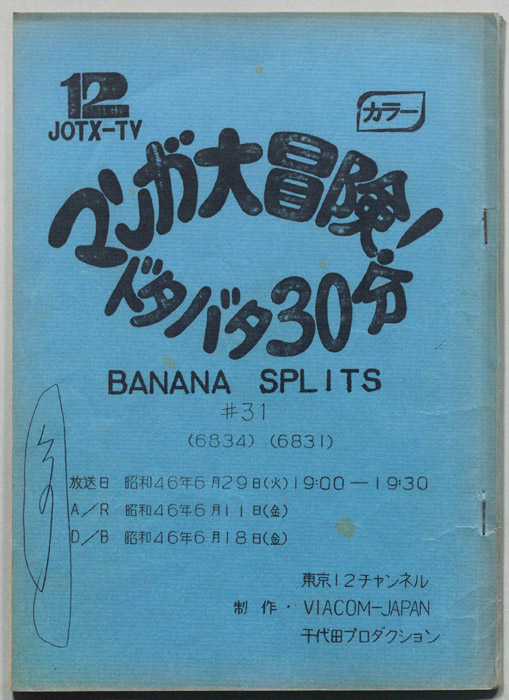 12
JOTX-TV
カラー
マンガ大冒険!
ドタバタ30分
BANANA SPLITS
#31
(6834) (6831)
放送日 昭和46年6月29日(火)19:00—19:30
A/R 昭和46年6月11日(金)
D/B 昭和46年6月18日(金)
東京12チャンネル
制作・VIACOM-JAPAN
千代田プロダクション